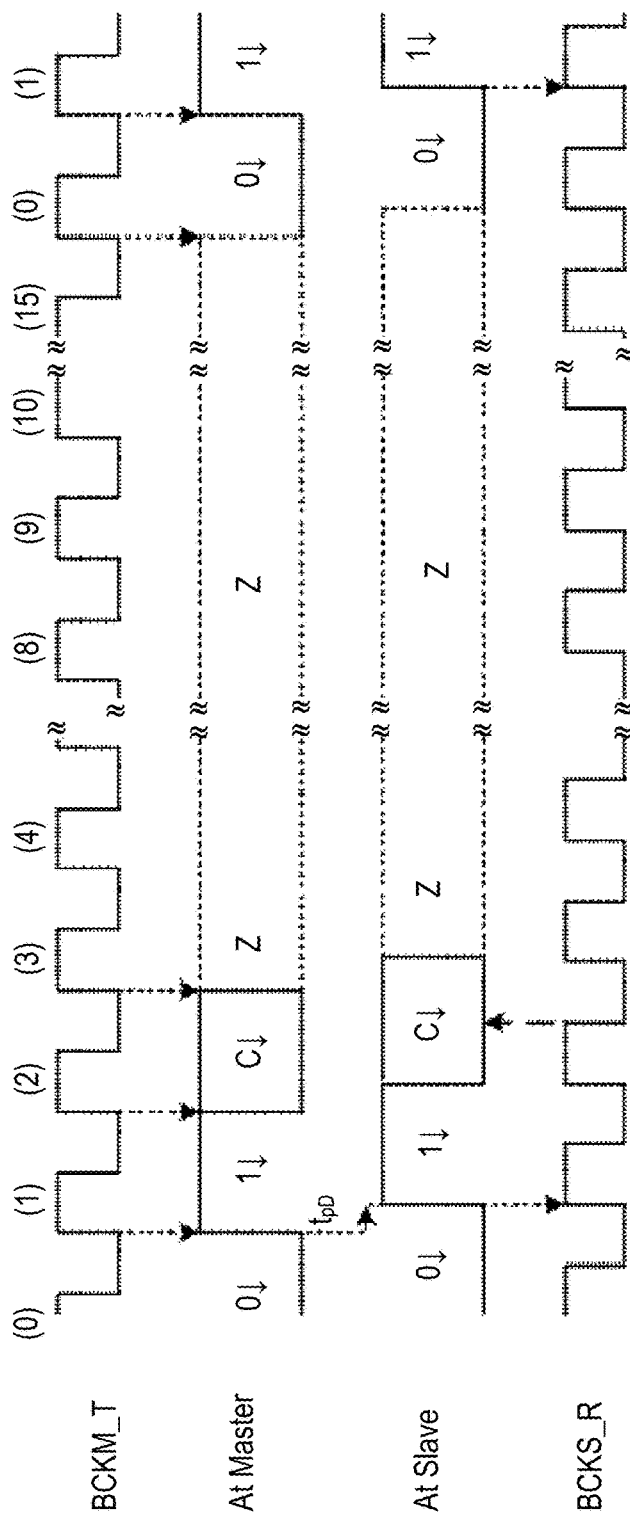 (0) (1) (2) (3) (4) (8) (9) (10) (15) (0) (1)
BCKM_T
At Master 0↓ 1↓ C↓ Z Z 0↓ 1↓
tpD
At Slave 0↓ 1↓ C↓ Z Z 0↓ 1↓
BCKS_R